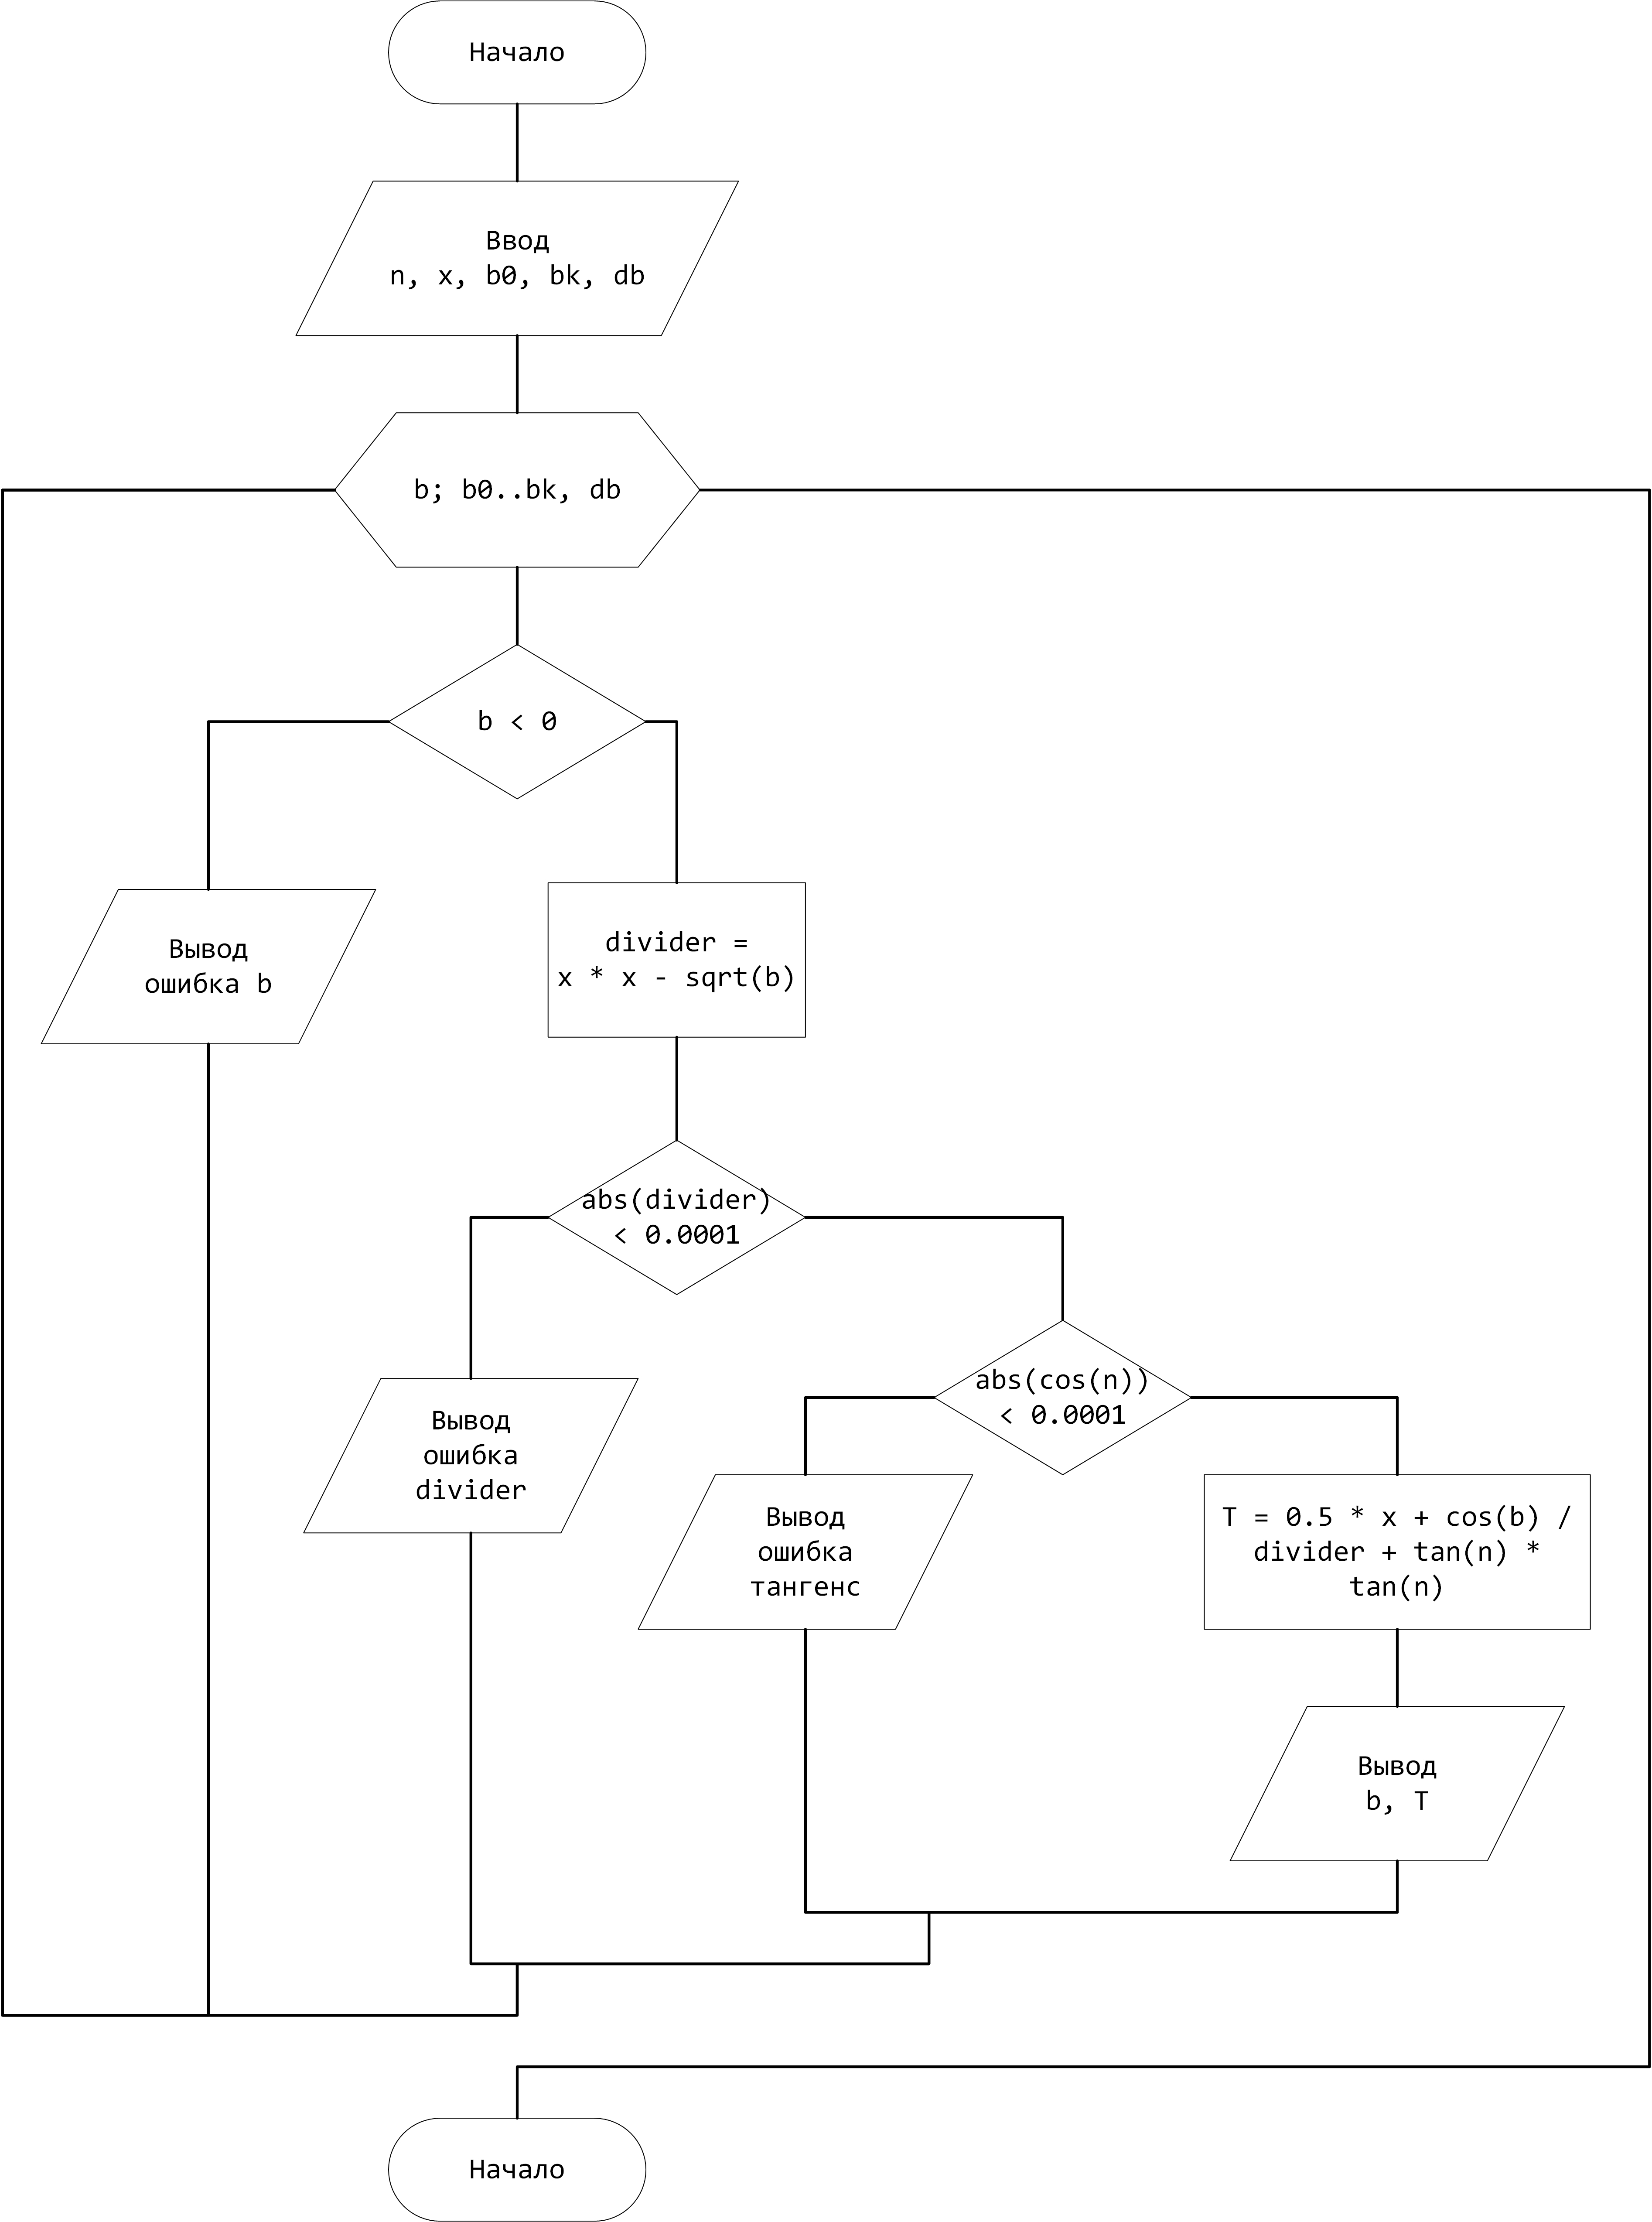 Начало
Ввод
n, x, b0, bk, db
b; b0..bk, db
b < 0
Вывод
ошибка b
divider =
x * x - sqrt(b)
abs(divider)
< 0.0001
abs(cos(n))
< 0.0001
Вывод
ошибка
divider
Вывод
ошибка
тангенс
T = 0.5 * x + cos(b) /
divider + tan(n) *
tan(n)
Вывод
b, T
Начало